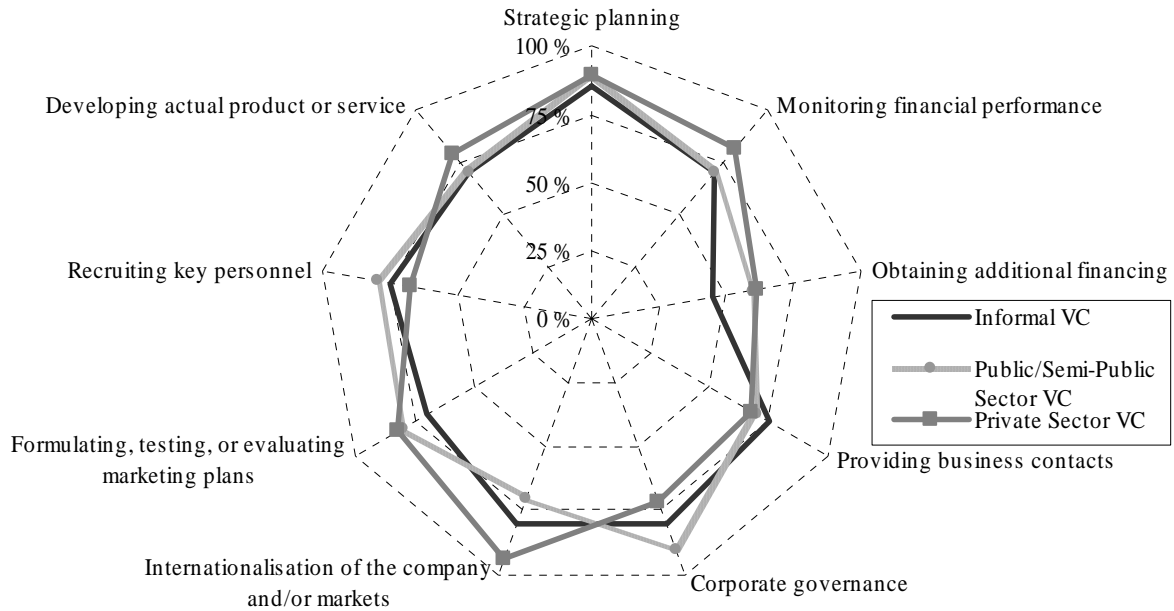 Strategic planning
100 %
Developing actual product or service
Monitoring financial performance
75 %
50 %
25 %
Recruiting key personnel
Obtaining additional financing
0 %
Informal VC
Public/Semi-Public
Sector VC
Private Sector VC
Formulating, testing, or evaluating
marketing plans
Providing business contacts
Internationalisation of the company
and/or markets
Corporate governance